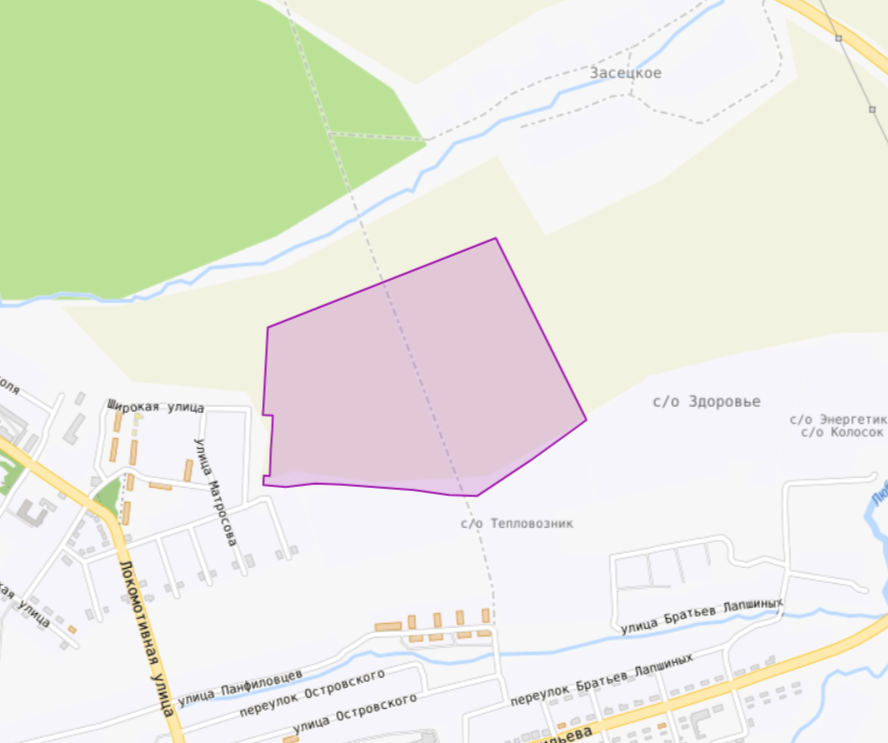 Засецкое
Широкая улица
улица Матросова
с/о Здоровье
с/о Энергетик
с/о Колосок
с/о Тепловозник
Локомотивная улица
улица Братьев Лапшиных
переулок Братьев Лапшиных
улица Панфиловцев
переулок Островского
улица Островского
улица